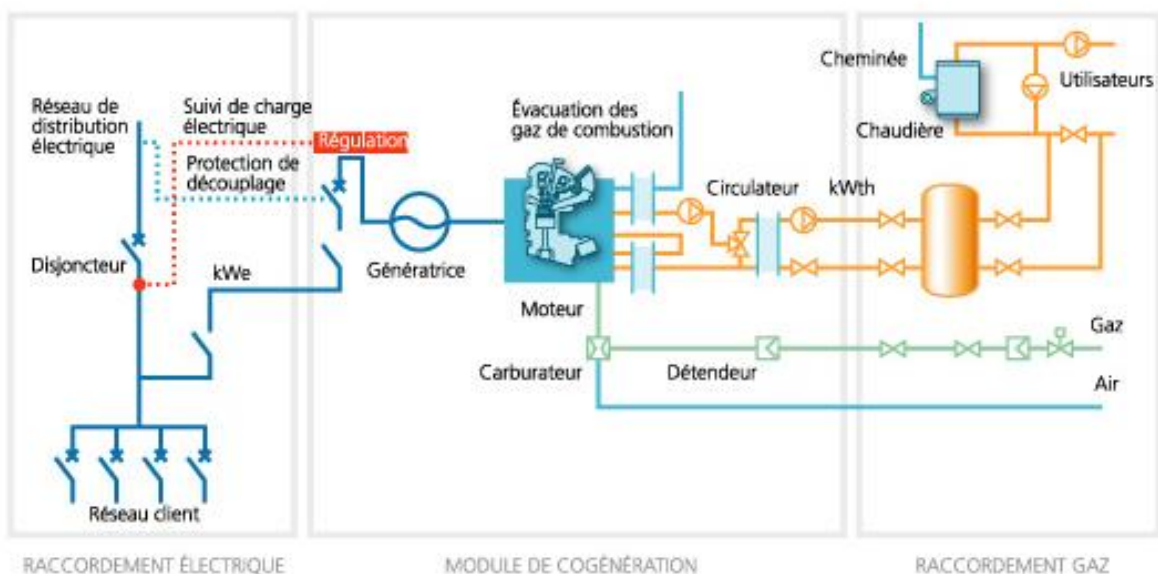 Réseau de
distribution
électrique
Suivi de charge
électrique
Protection de
découplage
Disjoncteur
kWe
Réseau client
RACCORDEMENT ÉLECTRIQUE
Régulation
Génératrice
Évacuation des
gaz de combustion
Moteur
Circulateur
kWth
Carburateur
Détendeur
MODULE DE COGÉNÉRATION
Cheminée
Chaudière
Utilisateurs
Gaz
Air
RACCORDEMENT GAZ